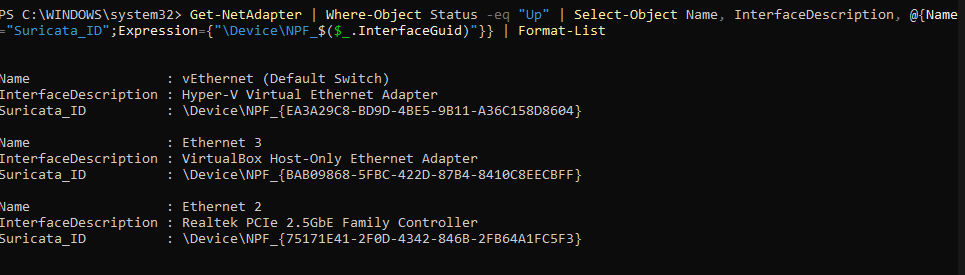 PS C:\WINDOWS\system32> Get-NetAdapter | Where-Object Status -eq "Up" | Select-Object Name, InterfaceDescription, @{Name
="Suricata_ID";Expression={"\Device\NPF_$($_.InterfaceGuid)"}} | Format-List
Name                 : vEthernet (Default Switch)
InterfaceDescription : Hyper-V Virtual Ethernet Adapter
Suricata_ID          : \Device\NPF_{EA3A29C8-BD9D-4BE5-9B11-A36C158D8604}
Name                 : Ethernet 3
InterfaceDescription : VirtualBox Host-Only Ethernet Adapter
Suricata_ID          : \Device\NPF_{BAB09868-5FBC-422D-87B4-8410C8EECBFF}
Name                 : Ethernet 2
InterfaceDescription : Realtek PCIe 2.5GbE Family Controller
Suricata_ID          : \Device\NPF_{75171E41-2F0D-4342-846B-2FB64A1FC5F3}